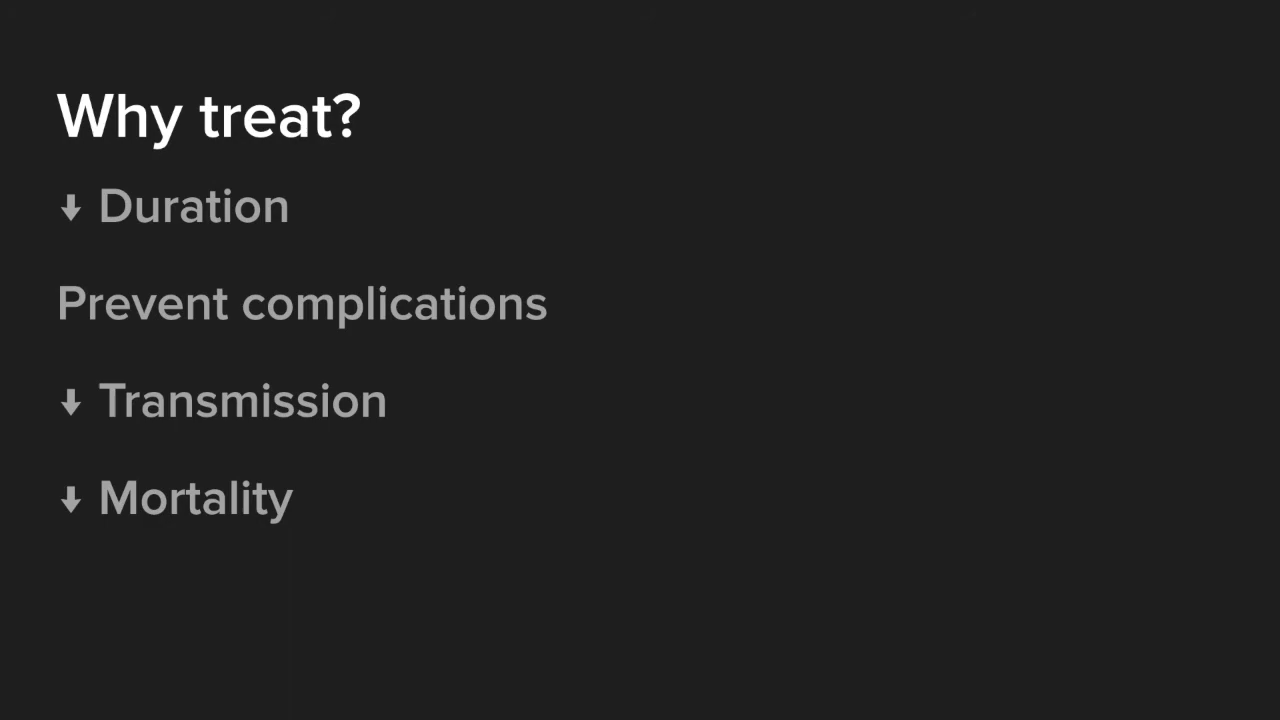 Why treat?
⬇ Duration
Prevent complications
⬇ Transmission
⬇ Mortality